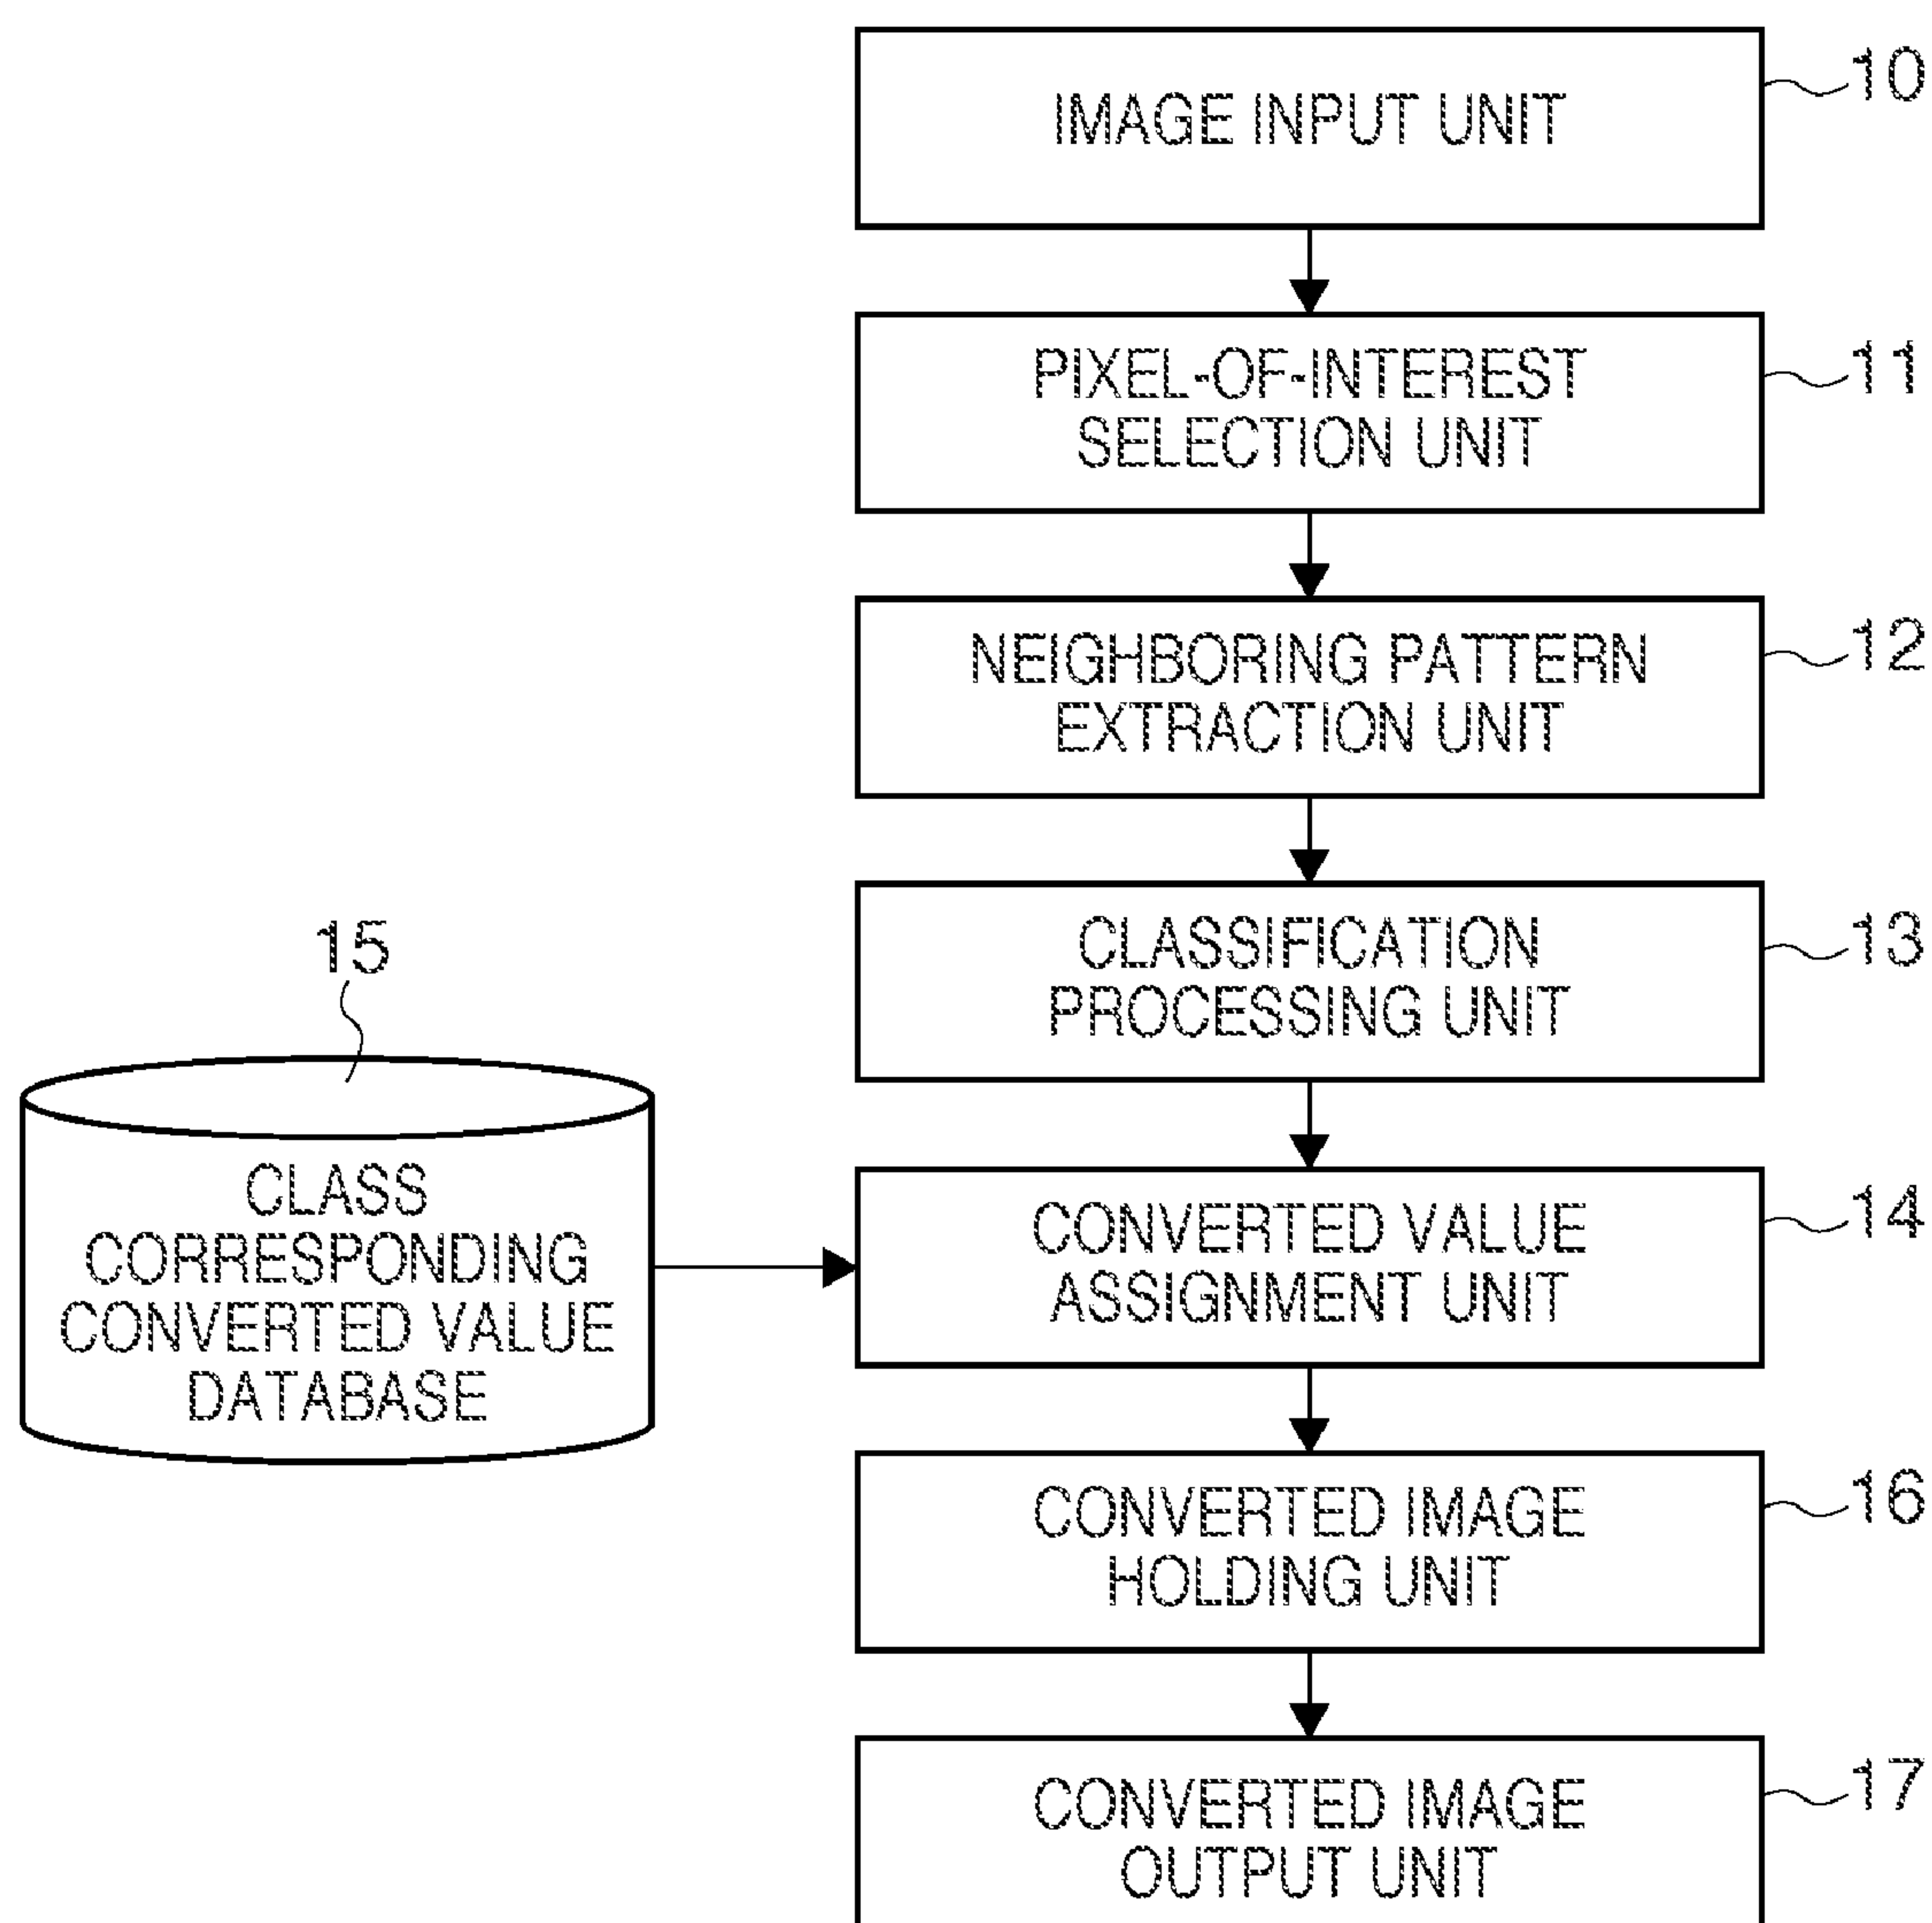 IMAGE INPUT UNIT
10
PIXEL-OF-INTEREST
SELECTION UNIT
11
NEIGHBORING PATTERN
EXTRACTION UNIT
12
CLASSIFICATION
PROCESSING UNIT
13
15
CLASS
CORRESPONDING
CONVERTED VALUE
DATABASE
CONVERTED VALUE
ASSIGNMENT UNIT
14
CONVERTED IMAGE
HOLDING UNIT
16
CONVERTED IMAGE
OUTPUT UNIT
17